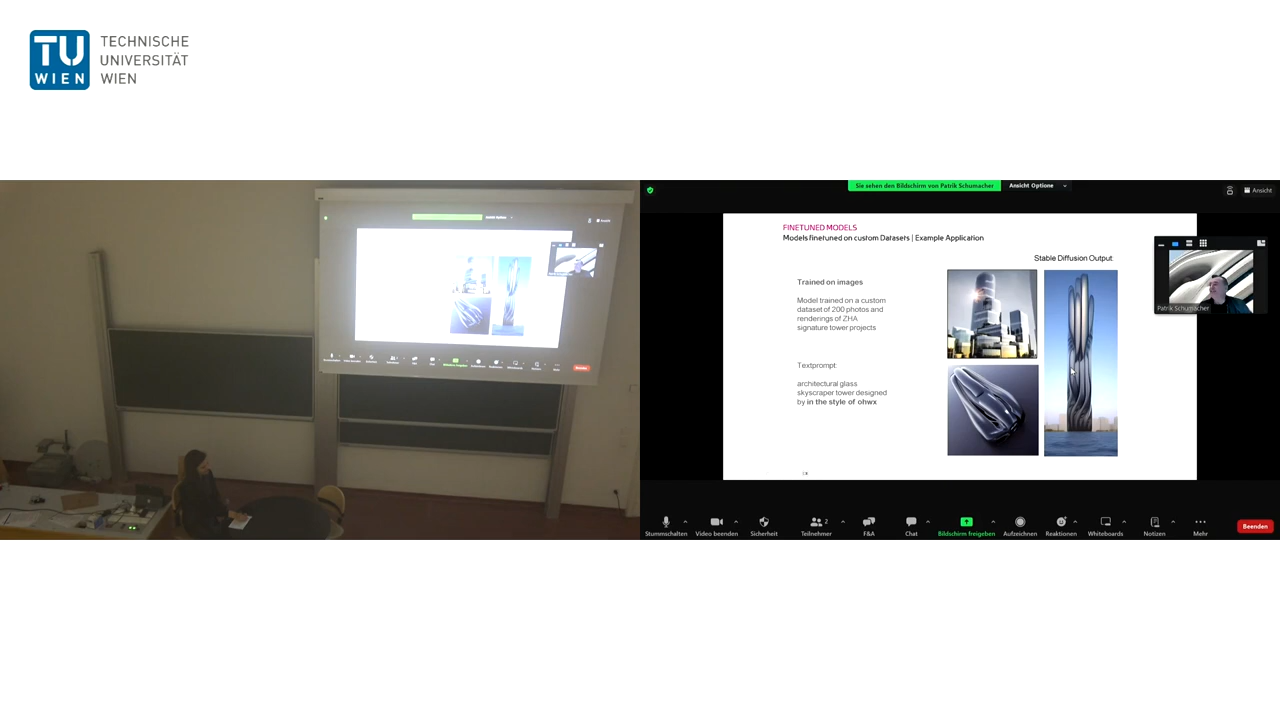 TU
WIEN
TECHNISCHE
UNIVERSITÄT
WIEN
Sie sehen den Bildschirm von Patrik Schumacher
Ansicht Optione
Ansicht
FINETUNED MODELS
Models finetuned on custom Datasets | Example Application
Stable Diffusion Output
Trained on images
Model trained on a custom
dataset of 200 photos and
renderings of ZHA
signature tower projects
Textprompt:
architectural glass
skyscraper tower designed
by in the style of ohwx
Patrik Schumacher
Stummschalten
Video beenden
Sicherheit
Teilnehmer
2
F&A
Chat
Bildschirm freigeben
Aufzeichnen
Reaktionen
Whiteboards
Notizen
Mehr
Beenden